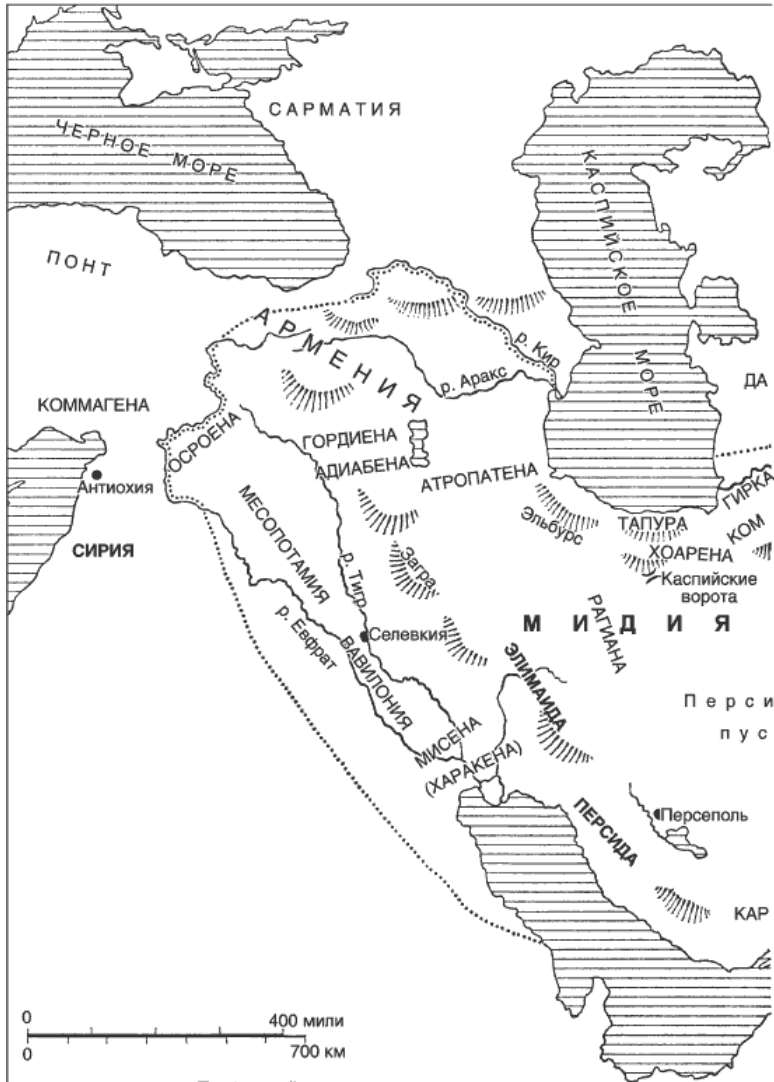 САРМАТИЯ
ЧЕРНОЕ МОРЕ
КАСПИЙСКОЕ МОРЕ
ПОНТ
АРМЕНИЯ
р. Кир
р. Аракс
ДА
КОММАГЕНА
ОСРОЕНА
ГОРДИЕНА
АДИАБЕНА
АТРОПАТЕНА
Антиохия
Эльбурс
ТАПУРА
ГИРКА
КОМ
ХОАРЕНА
Каспийские
ворота
СИРИЯ
МЕСОПОТАМИЯ
р. Тигр
Загра
р. Евфрат
Селевкия
МИДИЯ
РАГИАНА
ВАВИЛОНИЯ
ЭЛИМАИДА
Перси
пус
МИСЕНА
(ХАРАКЕНА)
ПЕРСИДА
Персеполь
КАР
0 400 мили
0 700 км